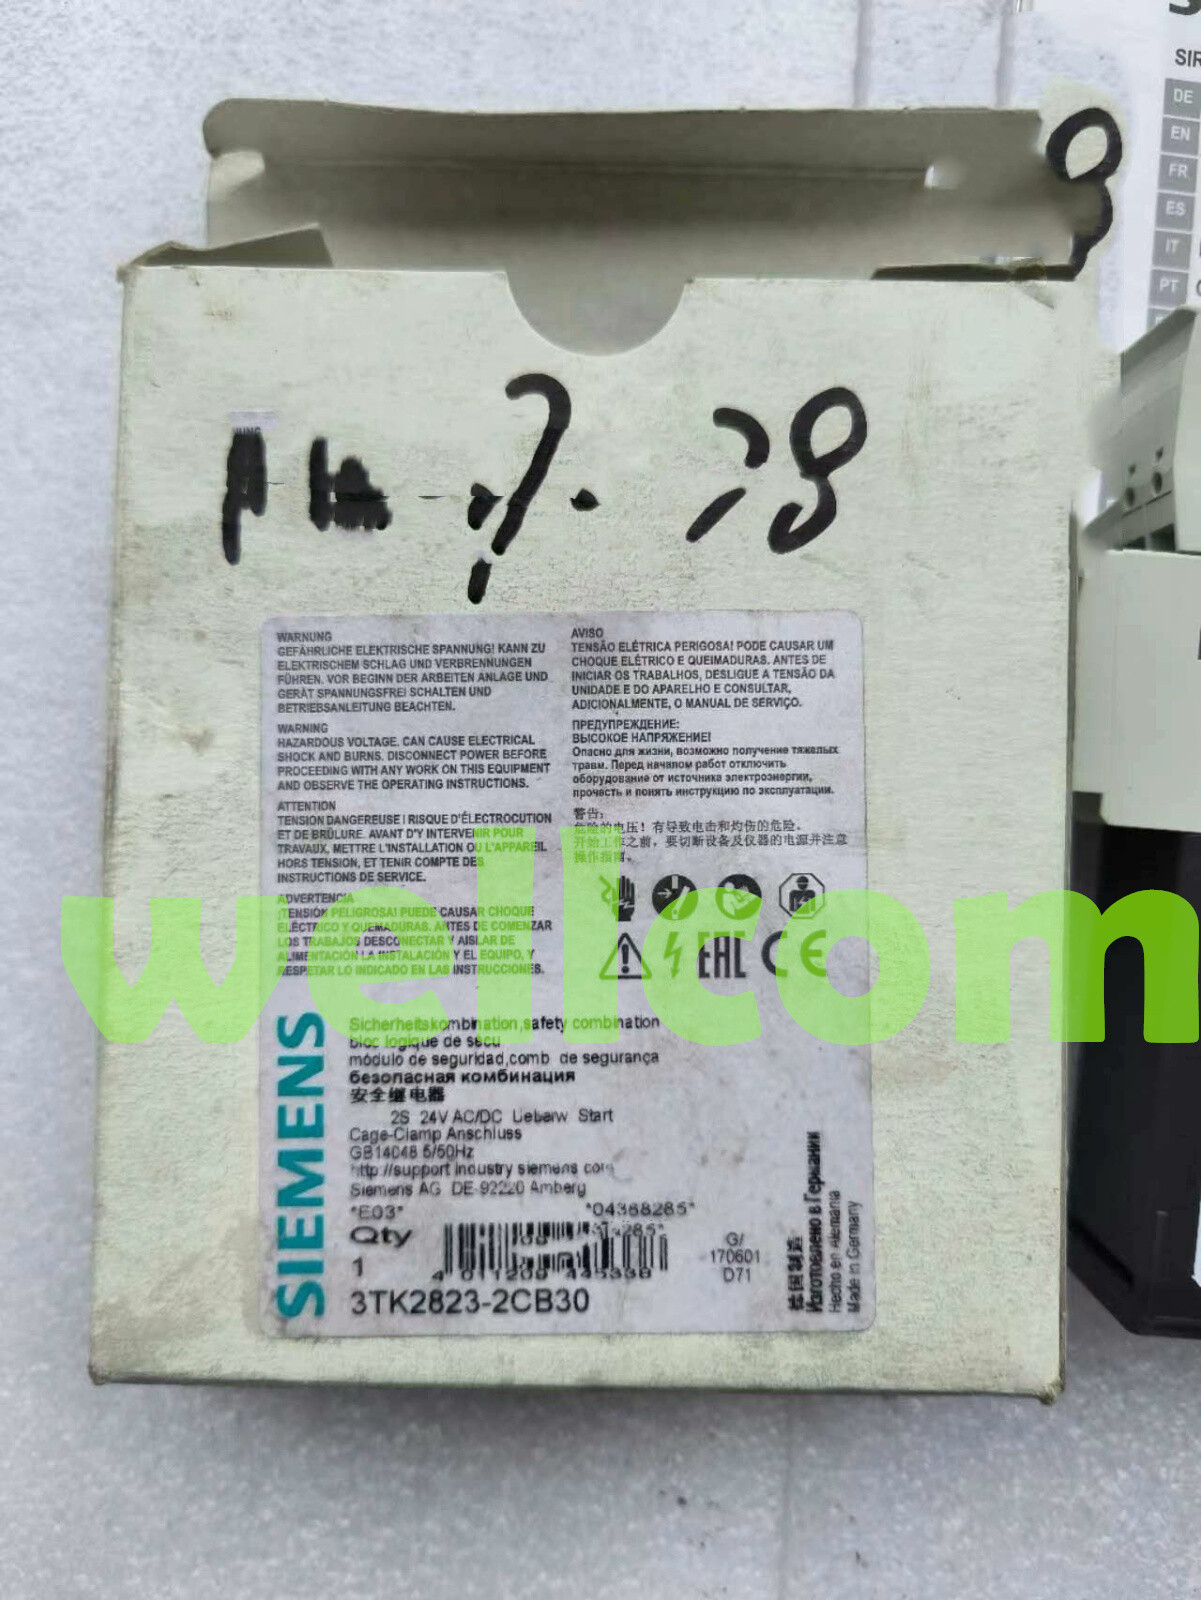 SIR
DE
EN
FR
ES
IT
PT
WARNUNG
GEFÄHRLICHE ELEKTRISCHE SPANNUNG! KANN ZU
ELEKTRISCHEM SCHLAG UND VERBRENNUNGEN
FÜHREN. VOR BEGINN DER ARBEITEN ANLAGE UND
GERÄT SPANNUNGSFREI SCHALTEN UND
BETRIEBSANLEITUNG BEACHTEN.
WARNING
HAZARDOUS VOLTAGE. CAN CAUSE ELECTRICAL
SHOCK AND BURNS. DISCONNECT POWER BEFORE
PROCEEDING WITH ANY WORK ON THIS EQUIPMENT
AND OBSERVE THE OPERATING INSTRUCTIONS.
ATTENTION
TENSION DANGEREUSE! RISQUE D'ÉLECTROCUTION
ET DE BRÛLURE. AVANT D'Y INTERVENIR POUR
TRAVAUX, METTRE L'INSTALLATION OU L'APPAREIL
HORS TENSION, ET TENIR COMPTE DES
INSTRUCTIONS DE SERVICE.
ADVERTENCIA
¡TENSIÓN PELIGROSA! PUEDE CAUSAR CHOQUE
ELÉCTRICO Y QUEMADURAS. ANTES DE COMENZAR
LOS TRABAJOS DESCONECTAR Y AISLAR DE
ALIMENTACIÓN LA INSTALACIÓN Y EL EQUIPO, Y
RESPETAR LO INDICADO EN LAS INSTRUCCIONES.
AVISO
TENSÃO ELÉTRICA PERIGOSA! PODE CAUSAR UM
CHOQUE ELÉTRICO E QUEIMADURAS. ANTES DE
INICIAR OS TRABALHOS, DESLIGUE A TENSÃO DA
UNIDADE E DO APARELHO E CONSULTAR,
ADICIONALMENTE, O MANUAL DE SERVIÇO.
ПРЕДУПРЕЖДЕНИЕ:
ВЫСОКОЕ НАПРЯЖЕНИЕ!
Опасно для жизни, возможно получение тяжелых
травм. Перед началом работ отключить
оборудование от источника электроэнергии,
прочесть и понять инструкцию по эксплуатации.
警告:
危险的电压! 有导致电击和灼伤的危险。
开始工作之前, 要切断设备及仪器的电源并注意
操作指南。
EAC CE
wellcom
SIEMENS
Sicherheitskombination,safety combination
bloc logique de sécu
módulo de seguridad,comb de segurança
безопасная комбинация
安全继电器
2S 24V AC/DC Ueberw Start
Cage-Clamp Anschluss
GB14048 5/50Hz
http://support industry siemens com
Siemens AG DE-92220 Amberg
*E03* *04388285*
Qty
1
4 011209 445338
G/
170601
D71
3TK2823-2CB30
德国制造
Изготовлено в Германии
Hecho en Alemania
Made in Germany